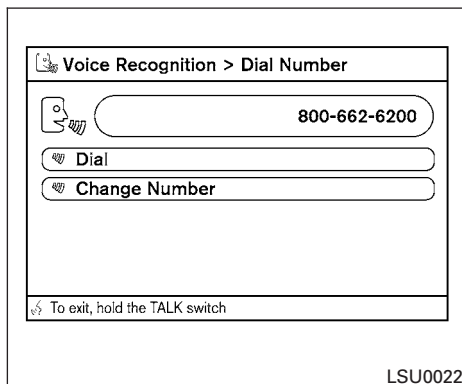 Voice Recognition > Dial Number
800-662-6200
Dial
Change Number
To exit, hold the TALK switch
LSU0022